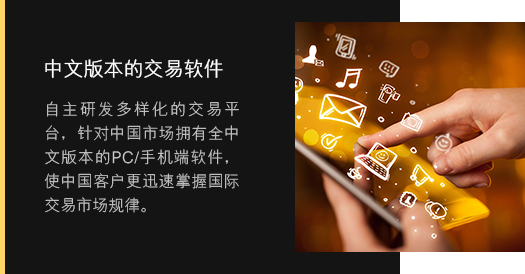 中文版本的交易软件
自主研发多样化的交易平
台，针对中国市场拥有全中
文版本的PC/手机端软件，
使中国客户更迅速掌握国际
交易市场规律。